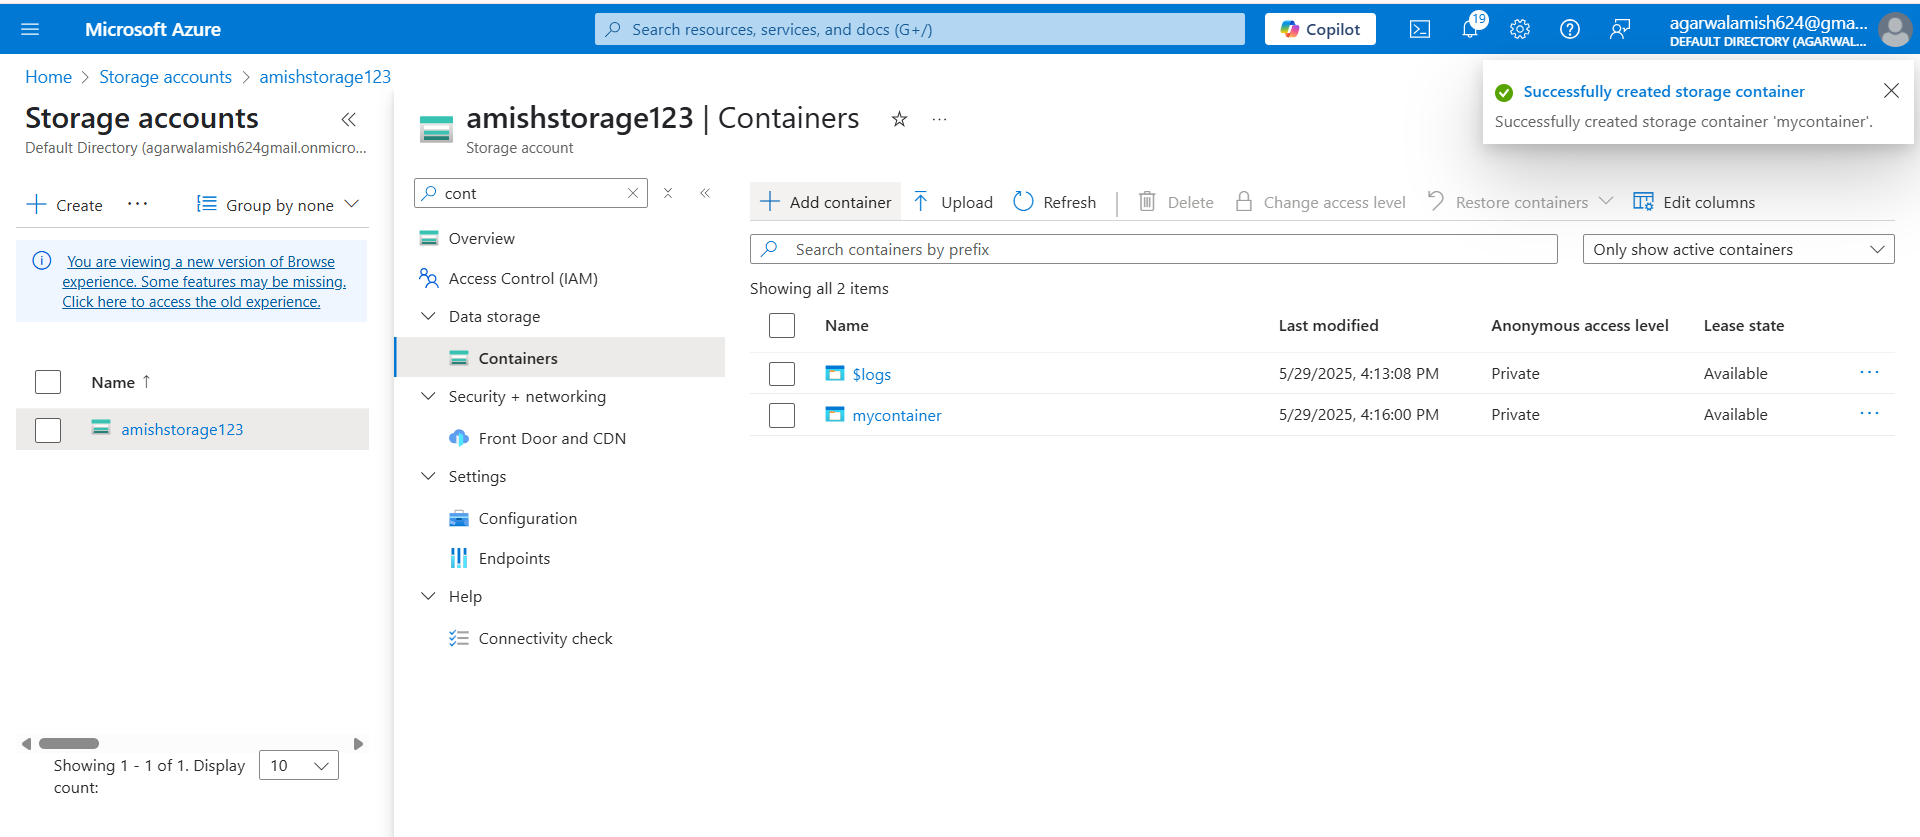 Microsoft Azure
Search resources, services, and docs (G+/)
Copilot
19
agarwalamish624@gma...
DEFAULT DIRECTORY (AGARWAL...
Home > Storage accounts > amishstorage123
Successfully created storage container
Successfully created storage container 'mycontainer'.
Storage accounts
Default Directory (agarwalamish624gmail.onmicro...
Create ··· Group by none
You are viewing a new version of Browse
experience. Some features may be missing.
Click here to access the old experience.
Name ↑
amishstorage123
Showing 1 - 1 of 1. Display
count:
10
amishstorage123 | Containers
Storage account
cont
Overview
Access Control (IAM)
Data storage
Containers
Security + networking
Front Door and CDN
Settings
Configuration
Endpoints
Help
Connectivity check
Add container Upload Refresh Delete Change access level Restore containers Edit columns
Search containers by prefix
Only show active containers
Showing all 2 items
Name Last modified Anonymous access level Lease state
$logs 5/29/2025, 4:13:08 PM Private Available ···
mycontainer 5/29/2025, 4:16:00 PM Private Available ···